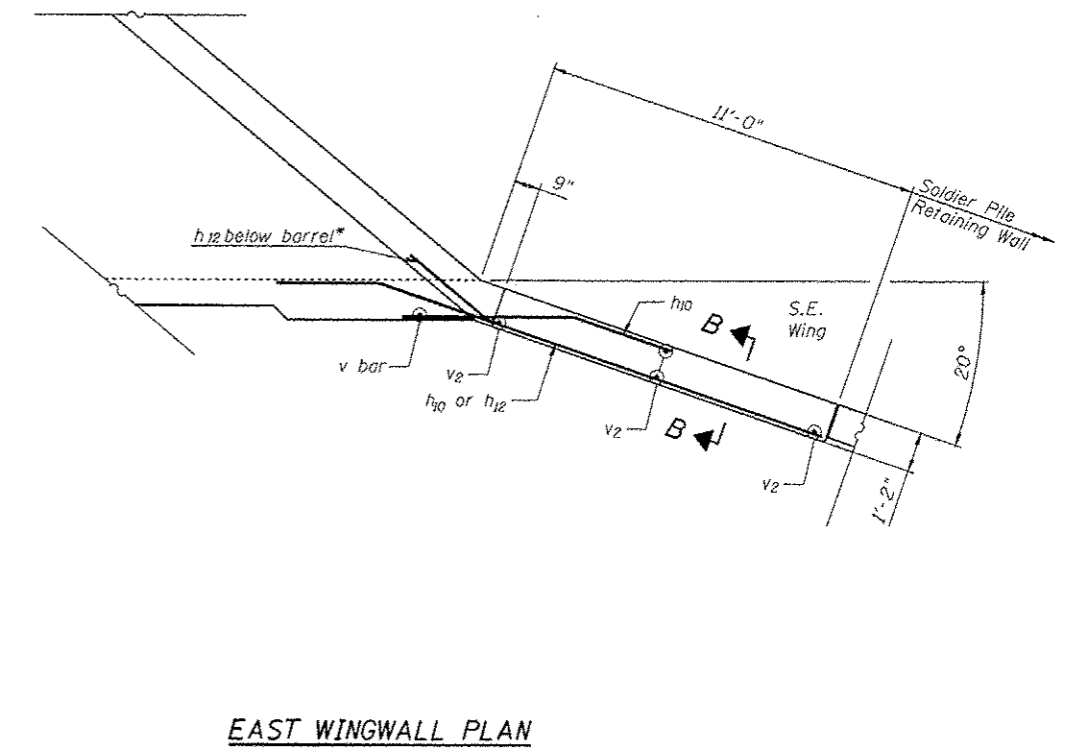 11'-0"
9"
Soldier Pile
Retaining Wall
h12 below barrel*
h10
B
S.E.
Wing
20°
v bar
v2
h10 or h12
v2
B
v2
1'-2"
EAST WINGWALL PLAN